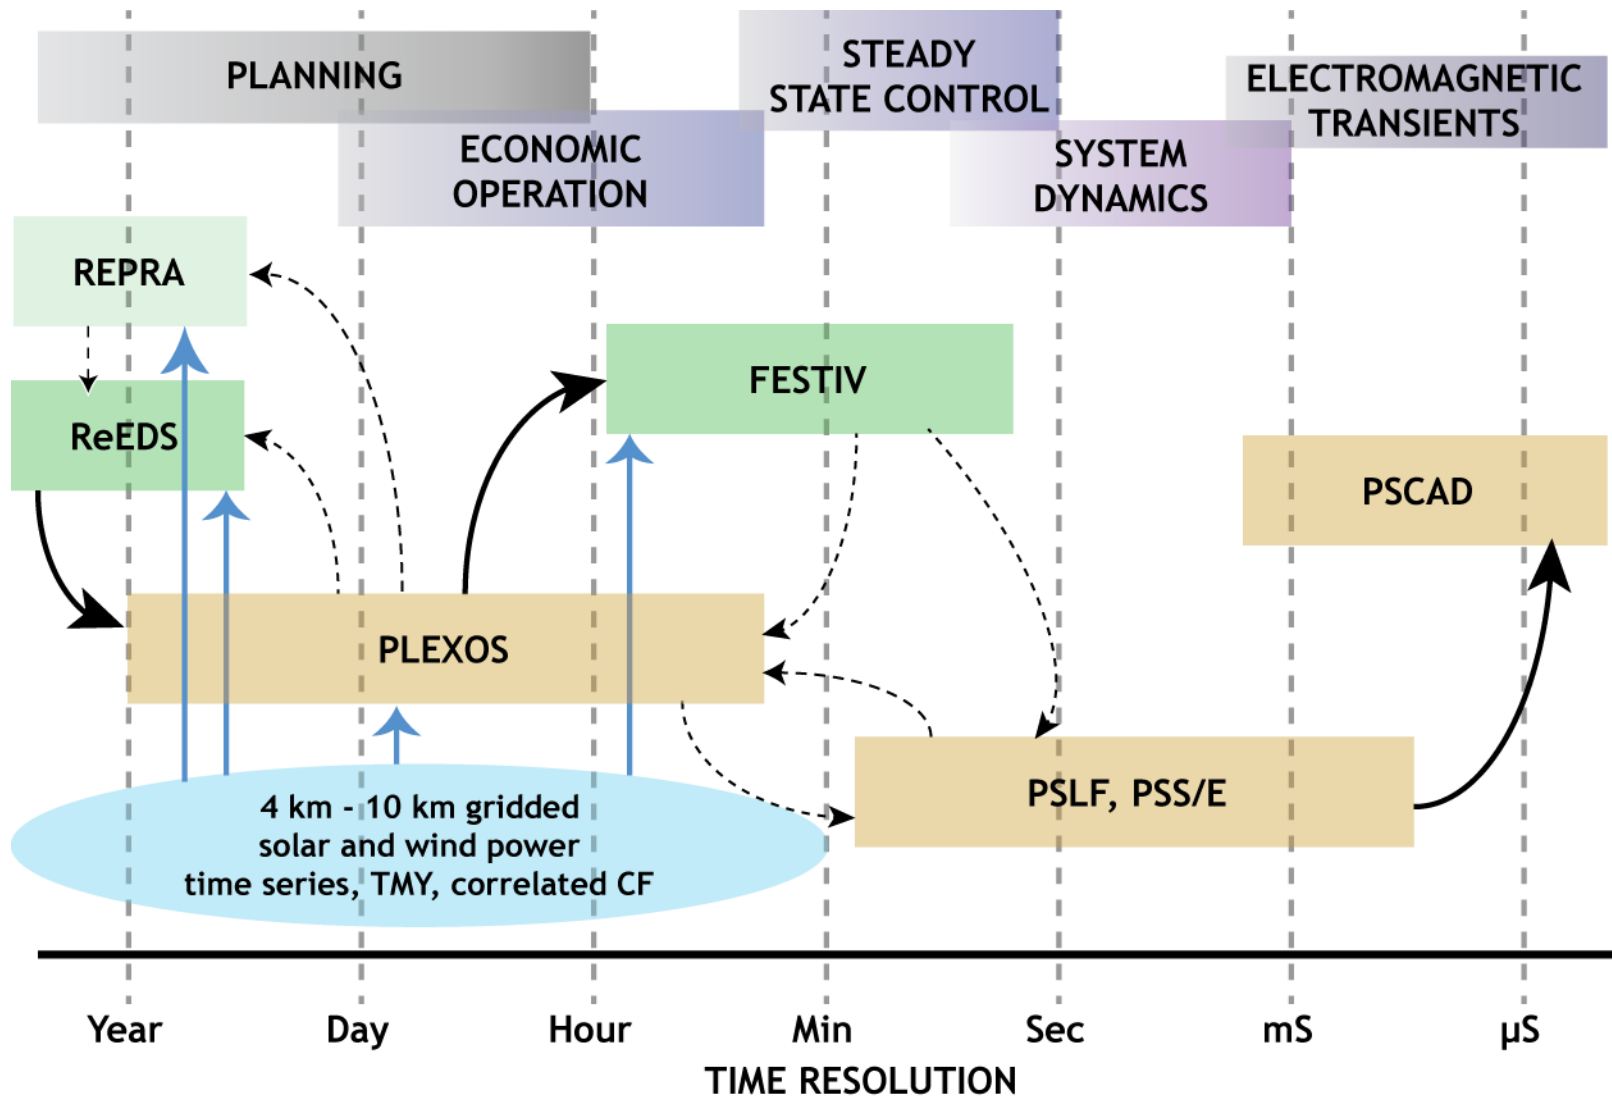 PLANNING
STEADY
STATE CONTROL
ELECTROMAGNETIC
TRANSIENTS
ECONOMIC
OPERATION
SYSTEM
DYNAMICS
REPRA
FESTIV
ReEDS
PSCAD
PLEXOS
PSLF, PSS/E
4 km - 10 km gridded
solar and wind power
time series, TMY, correlated CF
Year Day Hour Min Sec mS µS
TIME RESOLUTION